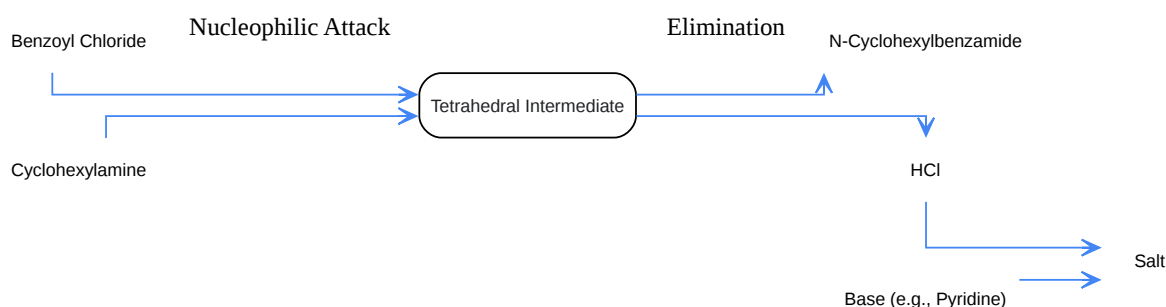 Nucleophilic Attack
Elimination
Benzoyl Chloride
N-Cyclohexylbenzamide
Tetrahedral Intermediate
Cyclohexylamine
HCl
Salt
Base (e.g., Pyridine)